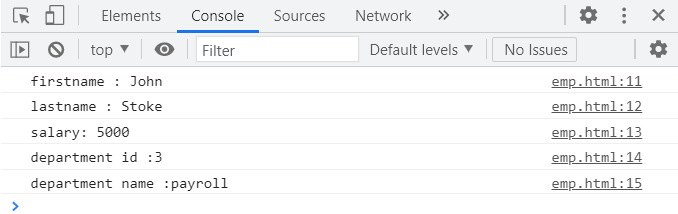 Elements Console Sources Network
top Filter Default levels No Issues
firstname : John emp.html:11
lastname : Stoke emp.html:12
salary: 5000 emp.html:13
department id :3 emp.html:14
department name :payroll emp.html:15